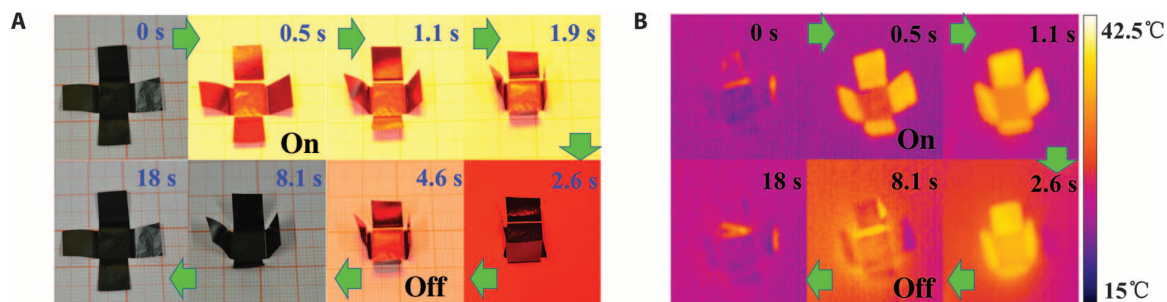 A
0 s
0.5 s
1.1 s
1.9 s
On
18 s
8.1 s
4.6 s
2.6 s
Off
B
0 s
0.5 s
1.1 s
On
18 s
8.1 s
2.6 s
Off
42.5℃
15℃